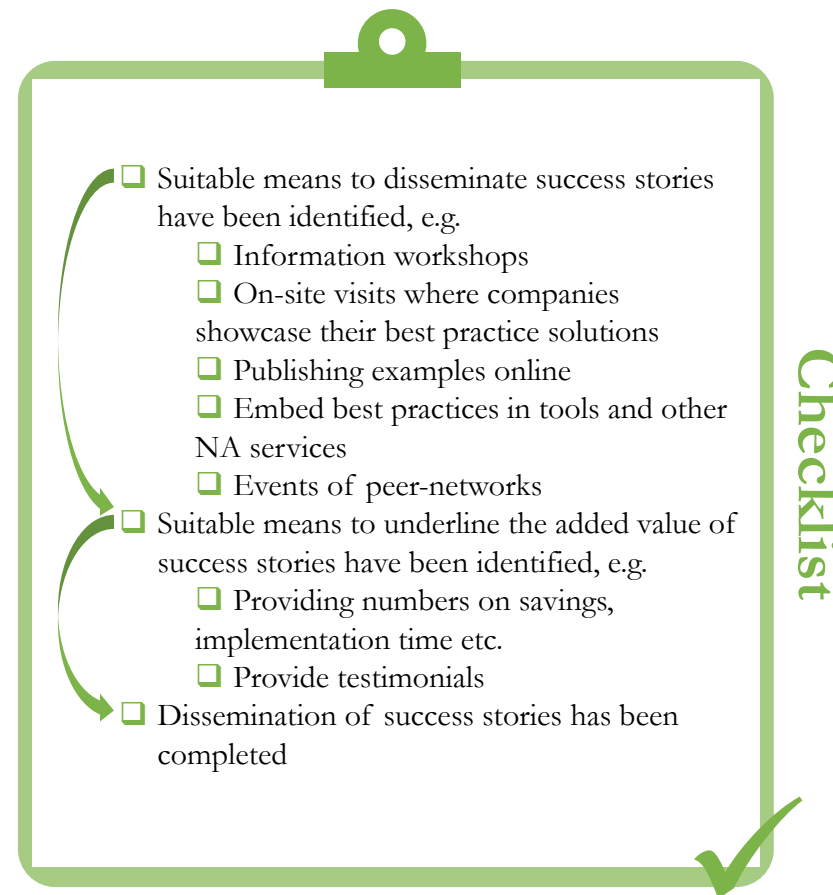 ❑ Suitable means to disseminate success stories
have been identified, e.g.
❑ Information workshops
❑ On-site visits where companies
showcase their best practice solutions
❑ Publishing examples online
❑ Embed best practices in tools and other
NA services
❑ Events of peer-networks
❑ Suitable means to underline the added value of
success stories have been identified, e.g.
❑ Providing numbers on savings,
implementation time etc.
❑ Provide testimonials
❑ Dissemination of success stories has been
completed
Checklist